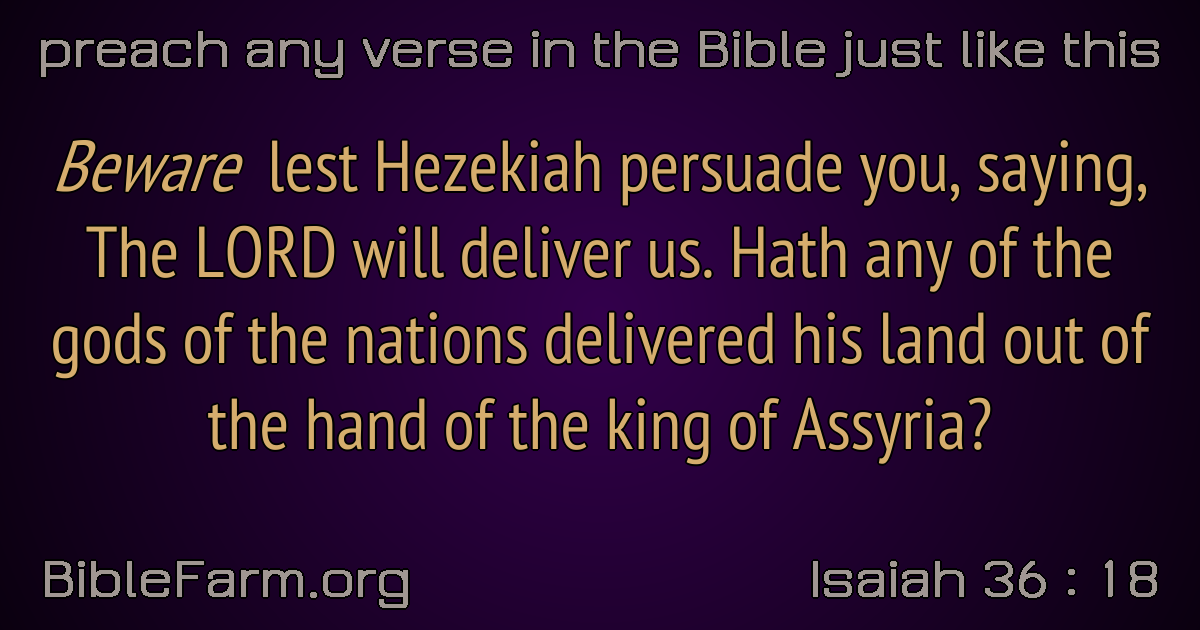 preach any verse in the Bible just like this
Beware lest Hezekiah persuade you, saying,
The LORD will deliver us. Hath any of the
gods of the nations delivered his land out of
the hand of the king of Assyria?
BibleFarm.org
Isaiah 36 : 18